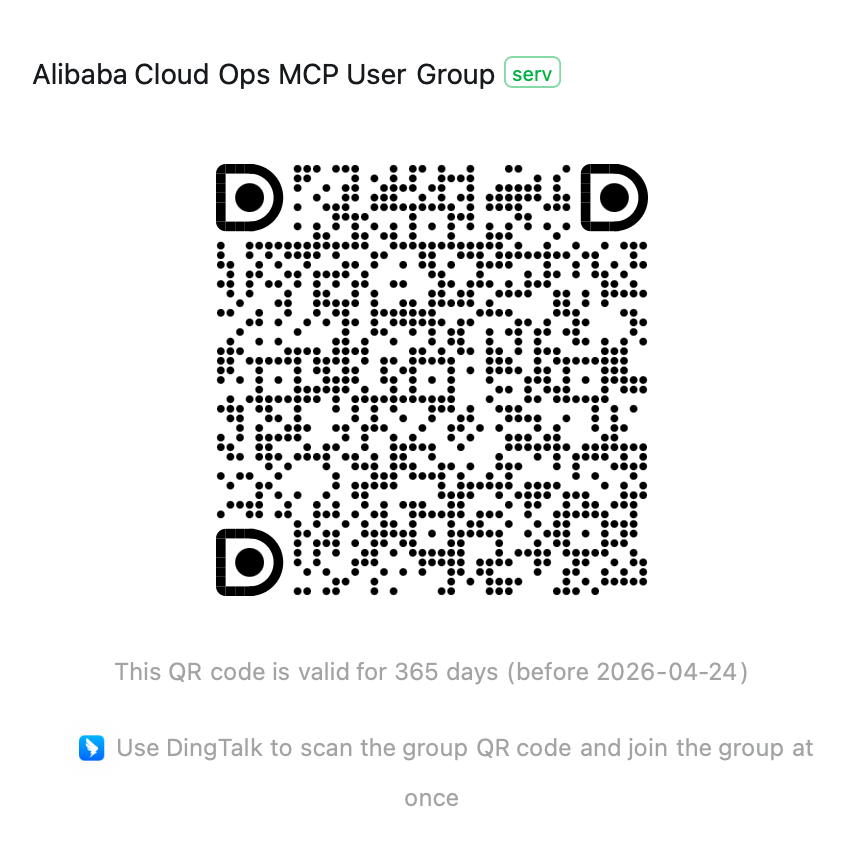 Alibaba Cloud Ops MCP User Group serv
This QR code is valid for 365 days (before 2026-04-24)
Use DingTalk to scan the group QR code and join the group at
once